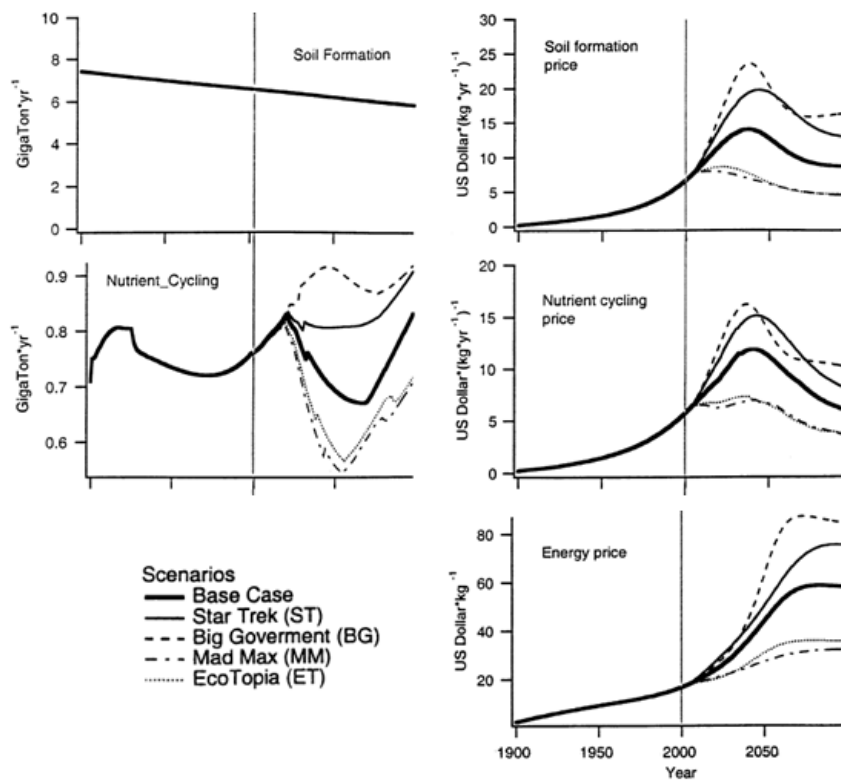 10
8
6
4
2
0
GigaTon*yr⁻¹
Soil Formation
30
25
20
15
10
5
0
US Dollar*(kg *yr ⁻¹)⁻¹
Soil formation
price
0.9
0.8
0.7
0.6
GigaTon*yr⁻¹
Nutrient_Cycling
20
15
10
5
0
US Dollar*(kg*yr ⁻¹)⁻¹
Nutrient cycling
price
Scenarios
Base Case
Star Trek (ST)
Big Goverment (BG)
Mad Max (MM)
EcoTopia (ET)
80
60
40
20
US Dollar*kg ⁻¹
Energy price
1900
1950
2000
2050
Year